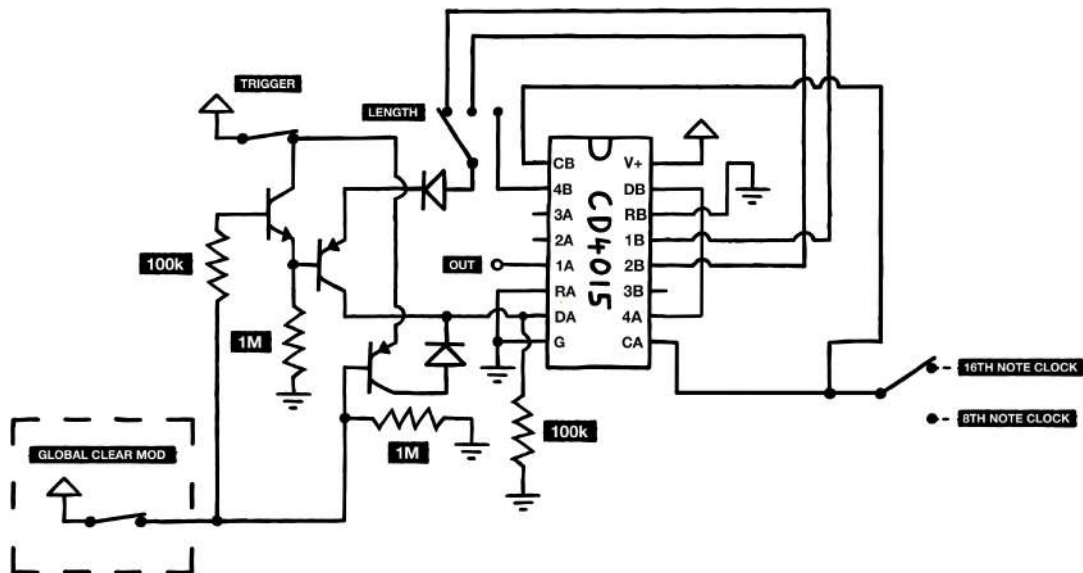 TRIGGER
LENGTH
CB V+
4B DB
3A RB
2A 1B
OUT 1A 2B
RA 3B
DA 4A
G CA
CD4015
100k
1M
1M
100k
16TH NOTE CLOCK
8TH NOTE CLOCK
GLOBAL CLEAR MOD